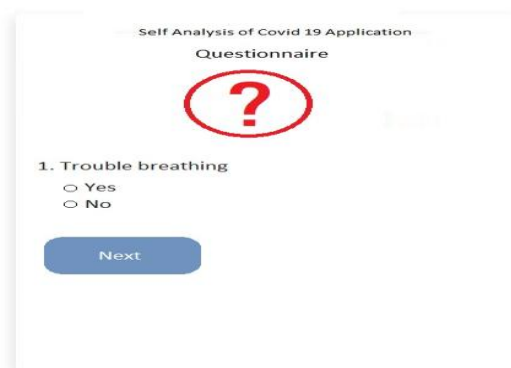 Self Analysis of Covid 19 Application
Questionnaire
?
1. Trouble breathing
Yes
No
Next